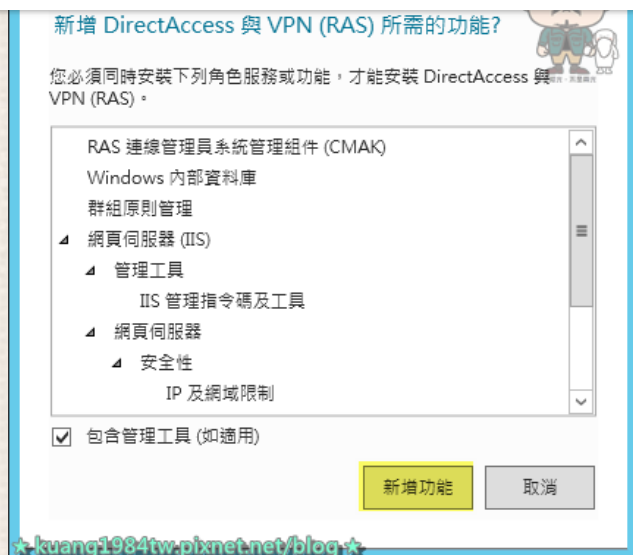 新增 DirectAccess 與 VPN (RAS) 所需的功能?
您必須同時安裝下列角色服務或功能，才能安裝 DirectAccess 與
VPN (RAS)。
RAS 連線管理員系統管理組件 (CMAK)
Windows 內部資料庫
群組原則管理
網頁伺服器 (IIS)
管理工具
IIS 管理指令碼及工具
網頁伺服器
安全性
IP 及網域限制
包含管理工具 (如適用)
新增功能
取消
★ kuang1984tw.pixnet.net/blog ★